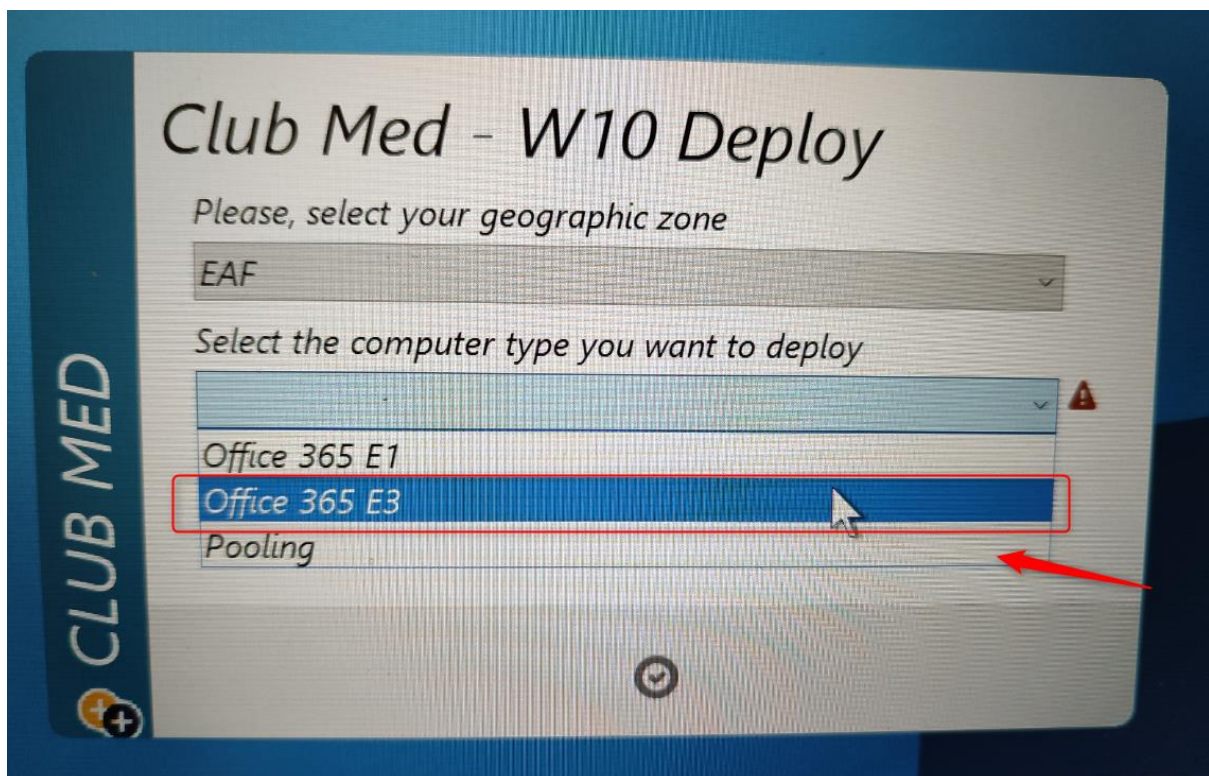 Club Med - W10 Deploy
Please, select your geographic zone
EAF
Select the computer type you want to deploy
Office 365 E1
Office 365 E3
Pooling
CLUB MED